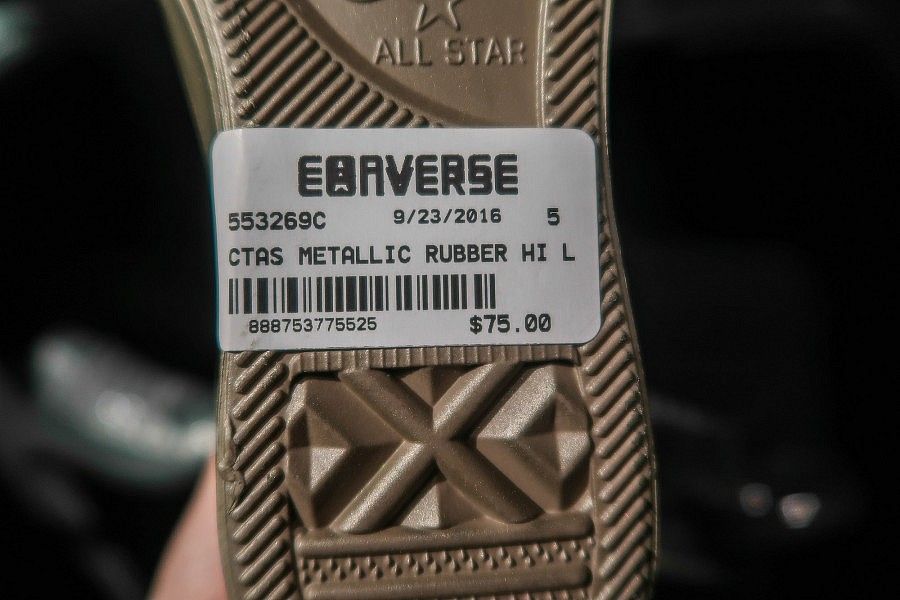 ALL STAR
CONVERSE
553269C 9/23/2016 5
CTAS METALLIC RUBBER HI L
888753775525
$75.00